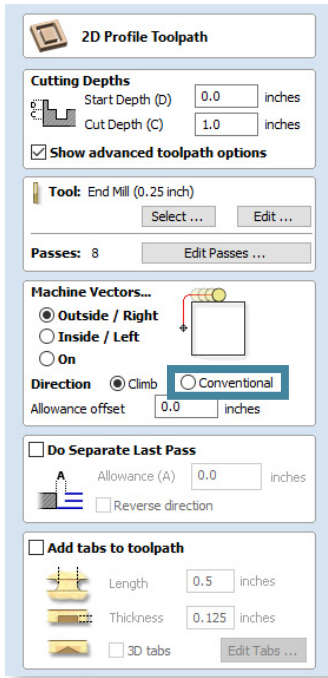 2D Profile Toolpath
Cutting Depths
D
C
Start Depth (D) 0.0 inches
Cut Depth (C) 1.0 inches
Show advanced toolpath options
Tool: End Mill (0.25 inch)
Select ... Edit ...
Passes: 8 Edit Passes ...
Machine Vectors...
Outside / Right
Inside / Left
On
Direction Climb Conventional
Allowance offset 0.0 inches
Do Separate Last Pass
A Allowance (A) 0.0 inches
Reverse direction
Add tabs to toolpath
Length 0.5 inches
Thickness 0.125 inches
3D tabs Edit Tabs ...